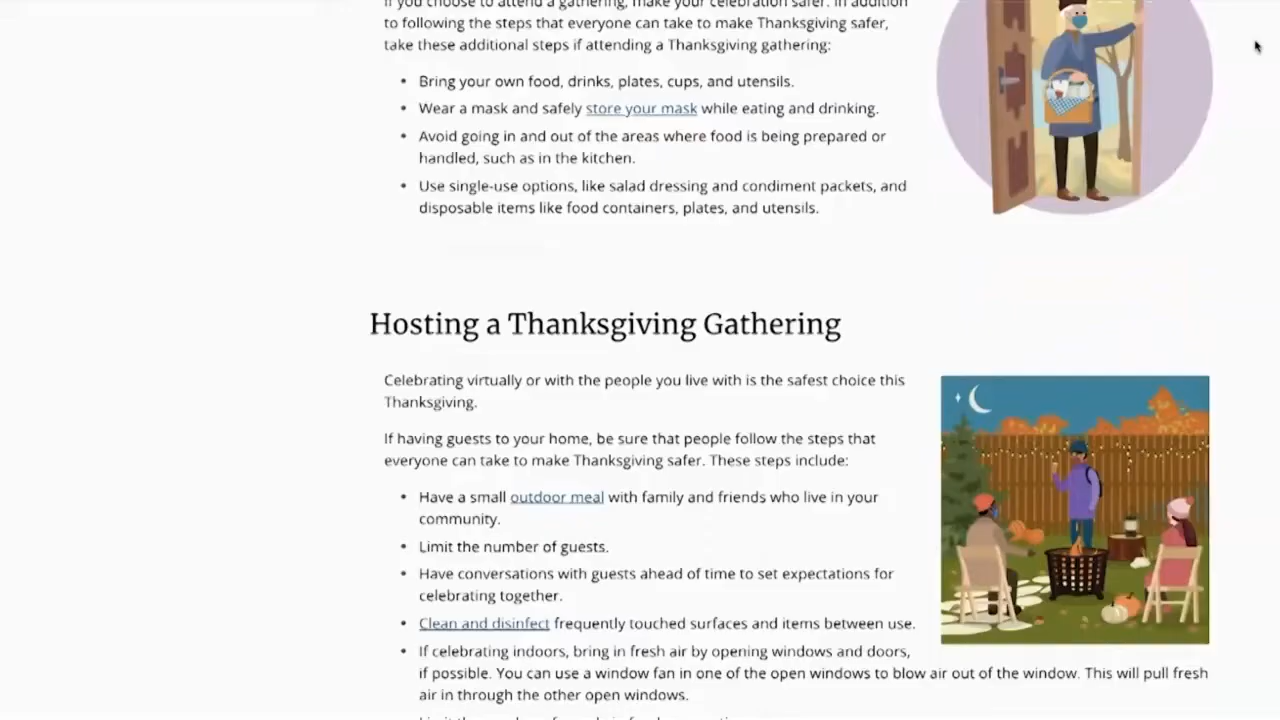 If you choose to attend a gathering, make your celebration safer. In addition
to following the steps that everyone can take to make Thanksgiving safer,
take these additional steps if attending a Thanksgiving gathering:
• Bring your own food, drinks, plates, cups, and utensils.
• Wear a mask and safely store your mask while eating and drinking.
• Avoid going in and out of the areas where food is being prepared or
handled, such as in the kitchen.
• Use single-use options, like salad dressing and condiment packets, and
disposable items like food containers, plates, and utensils.
Hosting a Thanksgiving Gathering
Celebrating virtually or with the people you live with is the safest choice this
Thanksgiving.
If having guests to your home, be sure that people follow the steps that
everyone can take to make Thanksgiving safer. These steps include:
• Have a small outdoor meal with family and friends who live in your
community.
• Limit the number of guests.
• Have conversations with guests ahead of time to set expectations for
celebrating together.
• Clean and disinfect frequently touched surfaces and items between use.
• If celebrating indoors, bring in fresh air by opening windows and doors,
if possible. You can use a window fan in one of the open windows to blow air out of the window. This will pull fresh
air in through the other open windows.